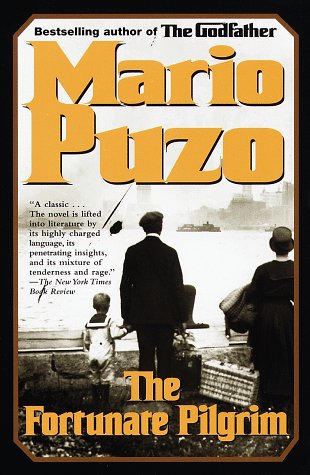 Bestselling author of The Godfather
Mario
Puzo
“A classic . . .
The novel is lifted
into literature by
its highly charged
language, its
penetrating insights,
and its mixture of
tenderness and rage.”
—The New York Times
Book Review
The
Fortunate Pilgrim